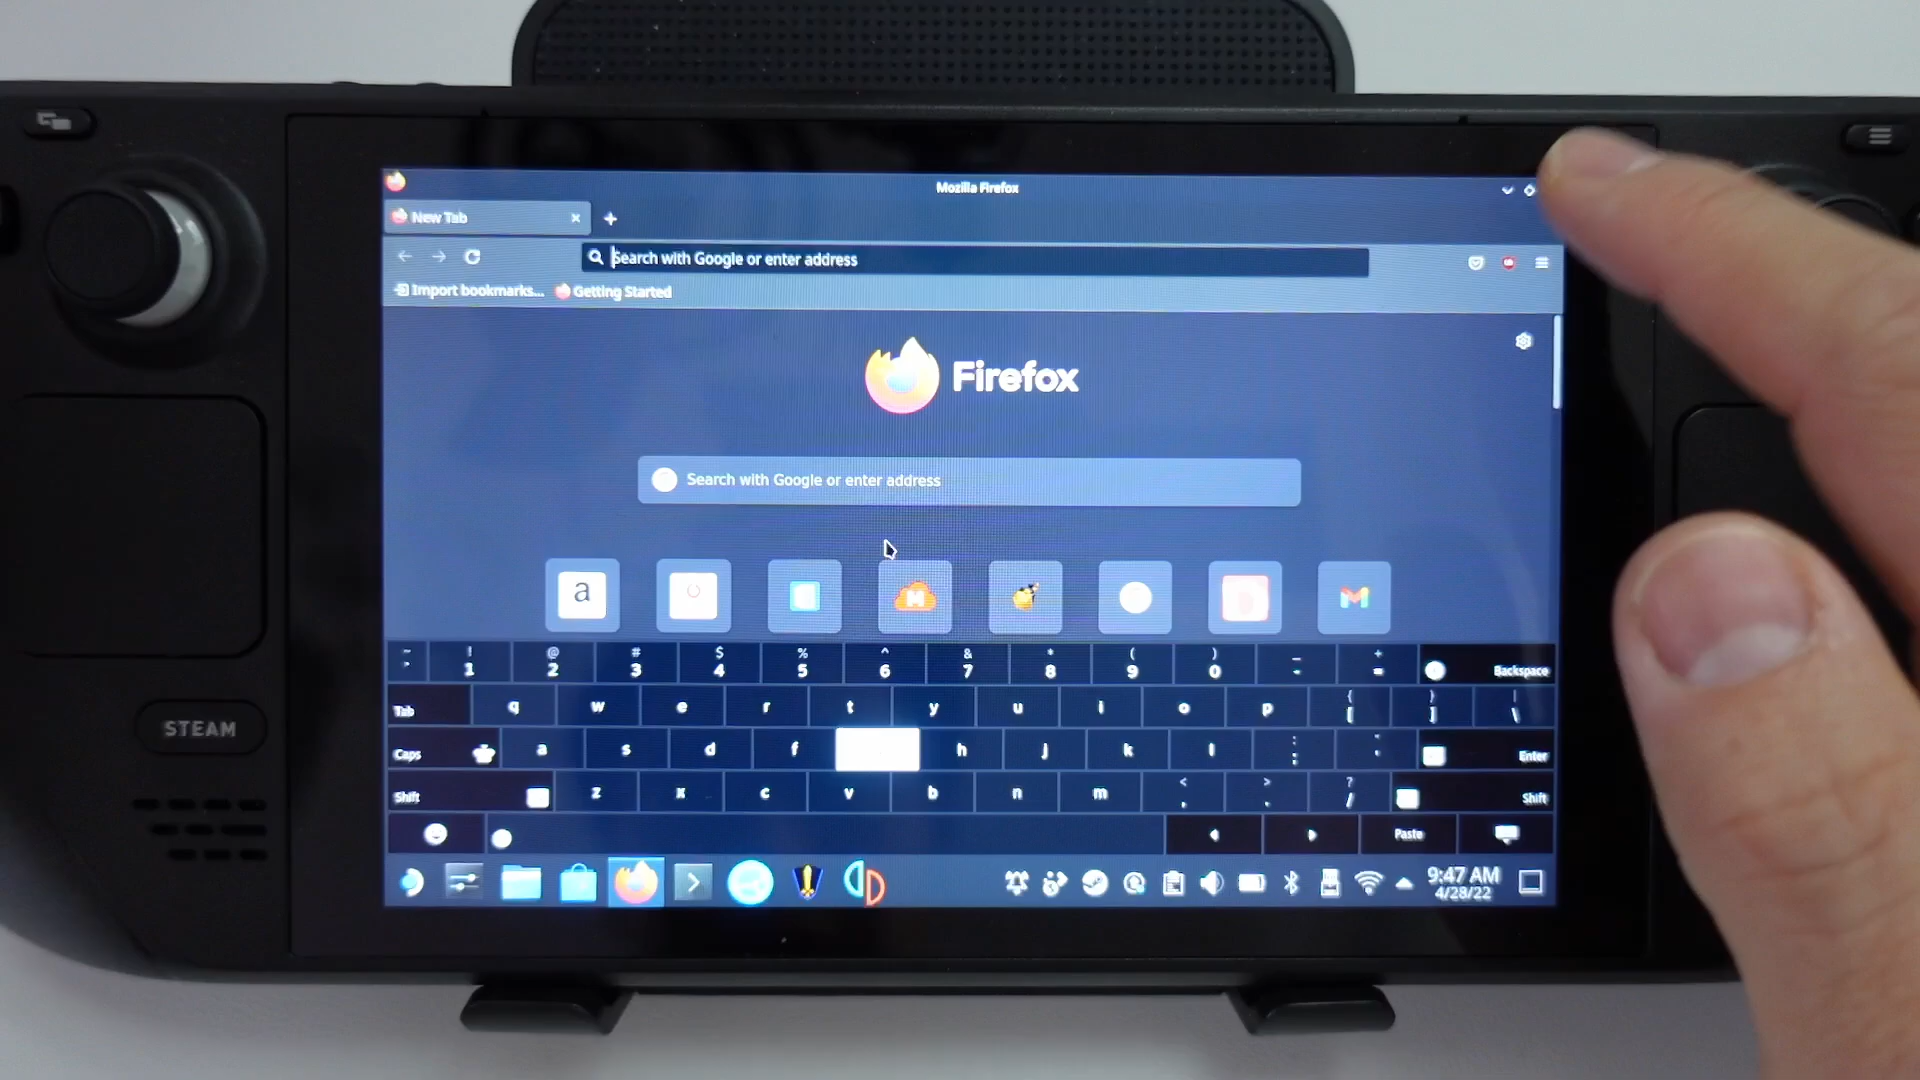 Mozilla Firefox
New Tab
Search with Google or enter address
Import bookmarks... Getting Started
Firefox
Search with Google or enter address
a M M
~ ! @ # $ % ^ & * ( ) _ +
1 2 3 4 5 6 7 8 9 0 - = Backspace
Tab q w e r t y u i o p { [ } ] | \
Caps a s d f h j k l : ; " ' Enter
Shift z x c v b n m < , > . ? / Shift
Paste
STEAM
9:47 AM
4/28/22